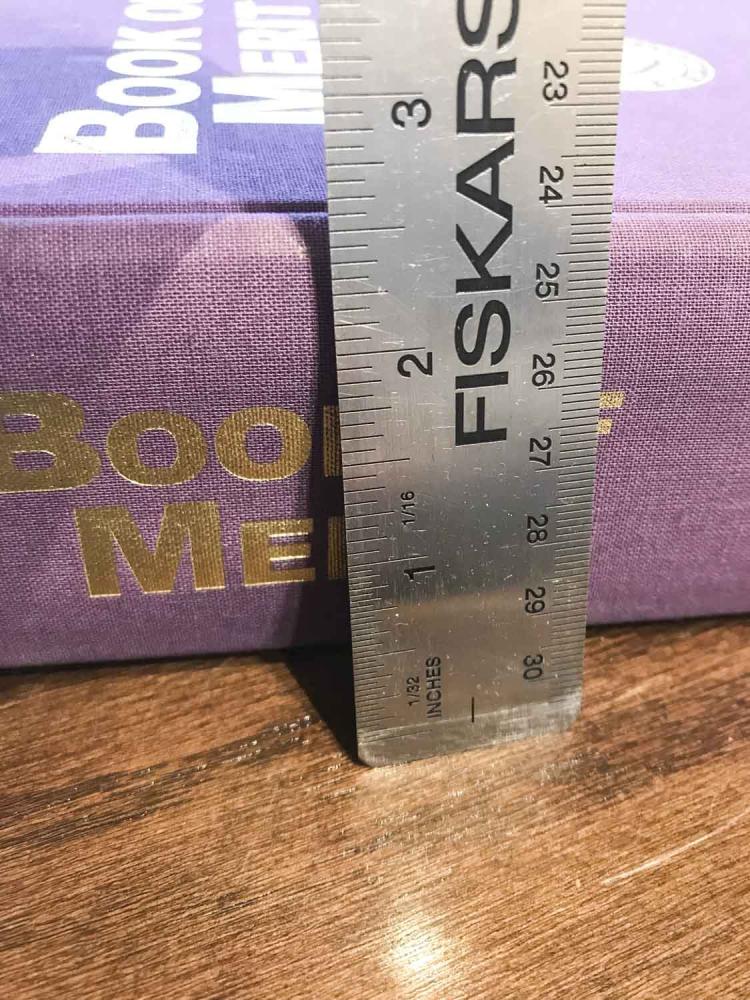 BOOK O
MERIT
BOO F
ME
FISKARS
3
2
1
1/16
1/32
INCHES
23
24
25
26
27
28
29
30